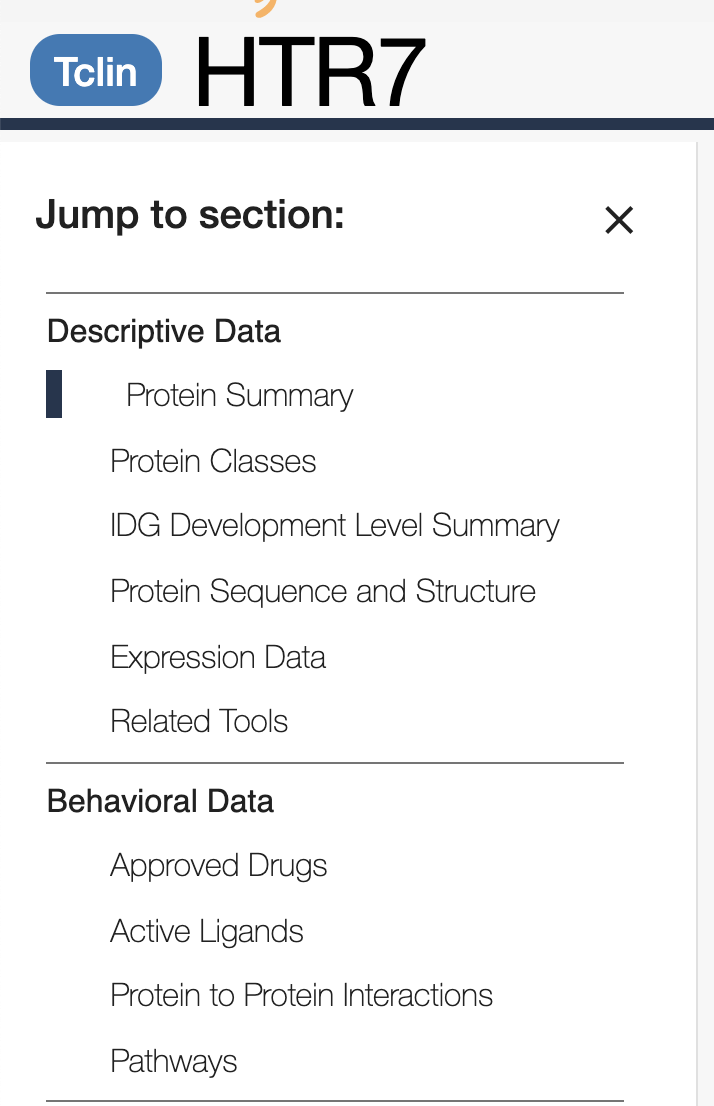 Tclin HTR7
Jump to section:
Descriptive Data
Protein Summary
Protein Classes
IDG Development Level Summary
Protein Sequence and Structure
Expression Data
Related Tools
Behavioral Data
Approved Drugs
Active Ligands
Protein to Protein Interactions
Pathways